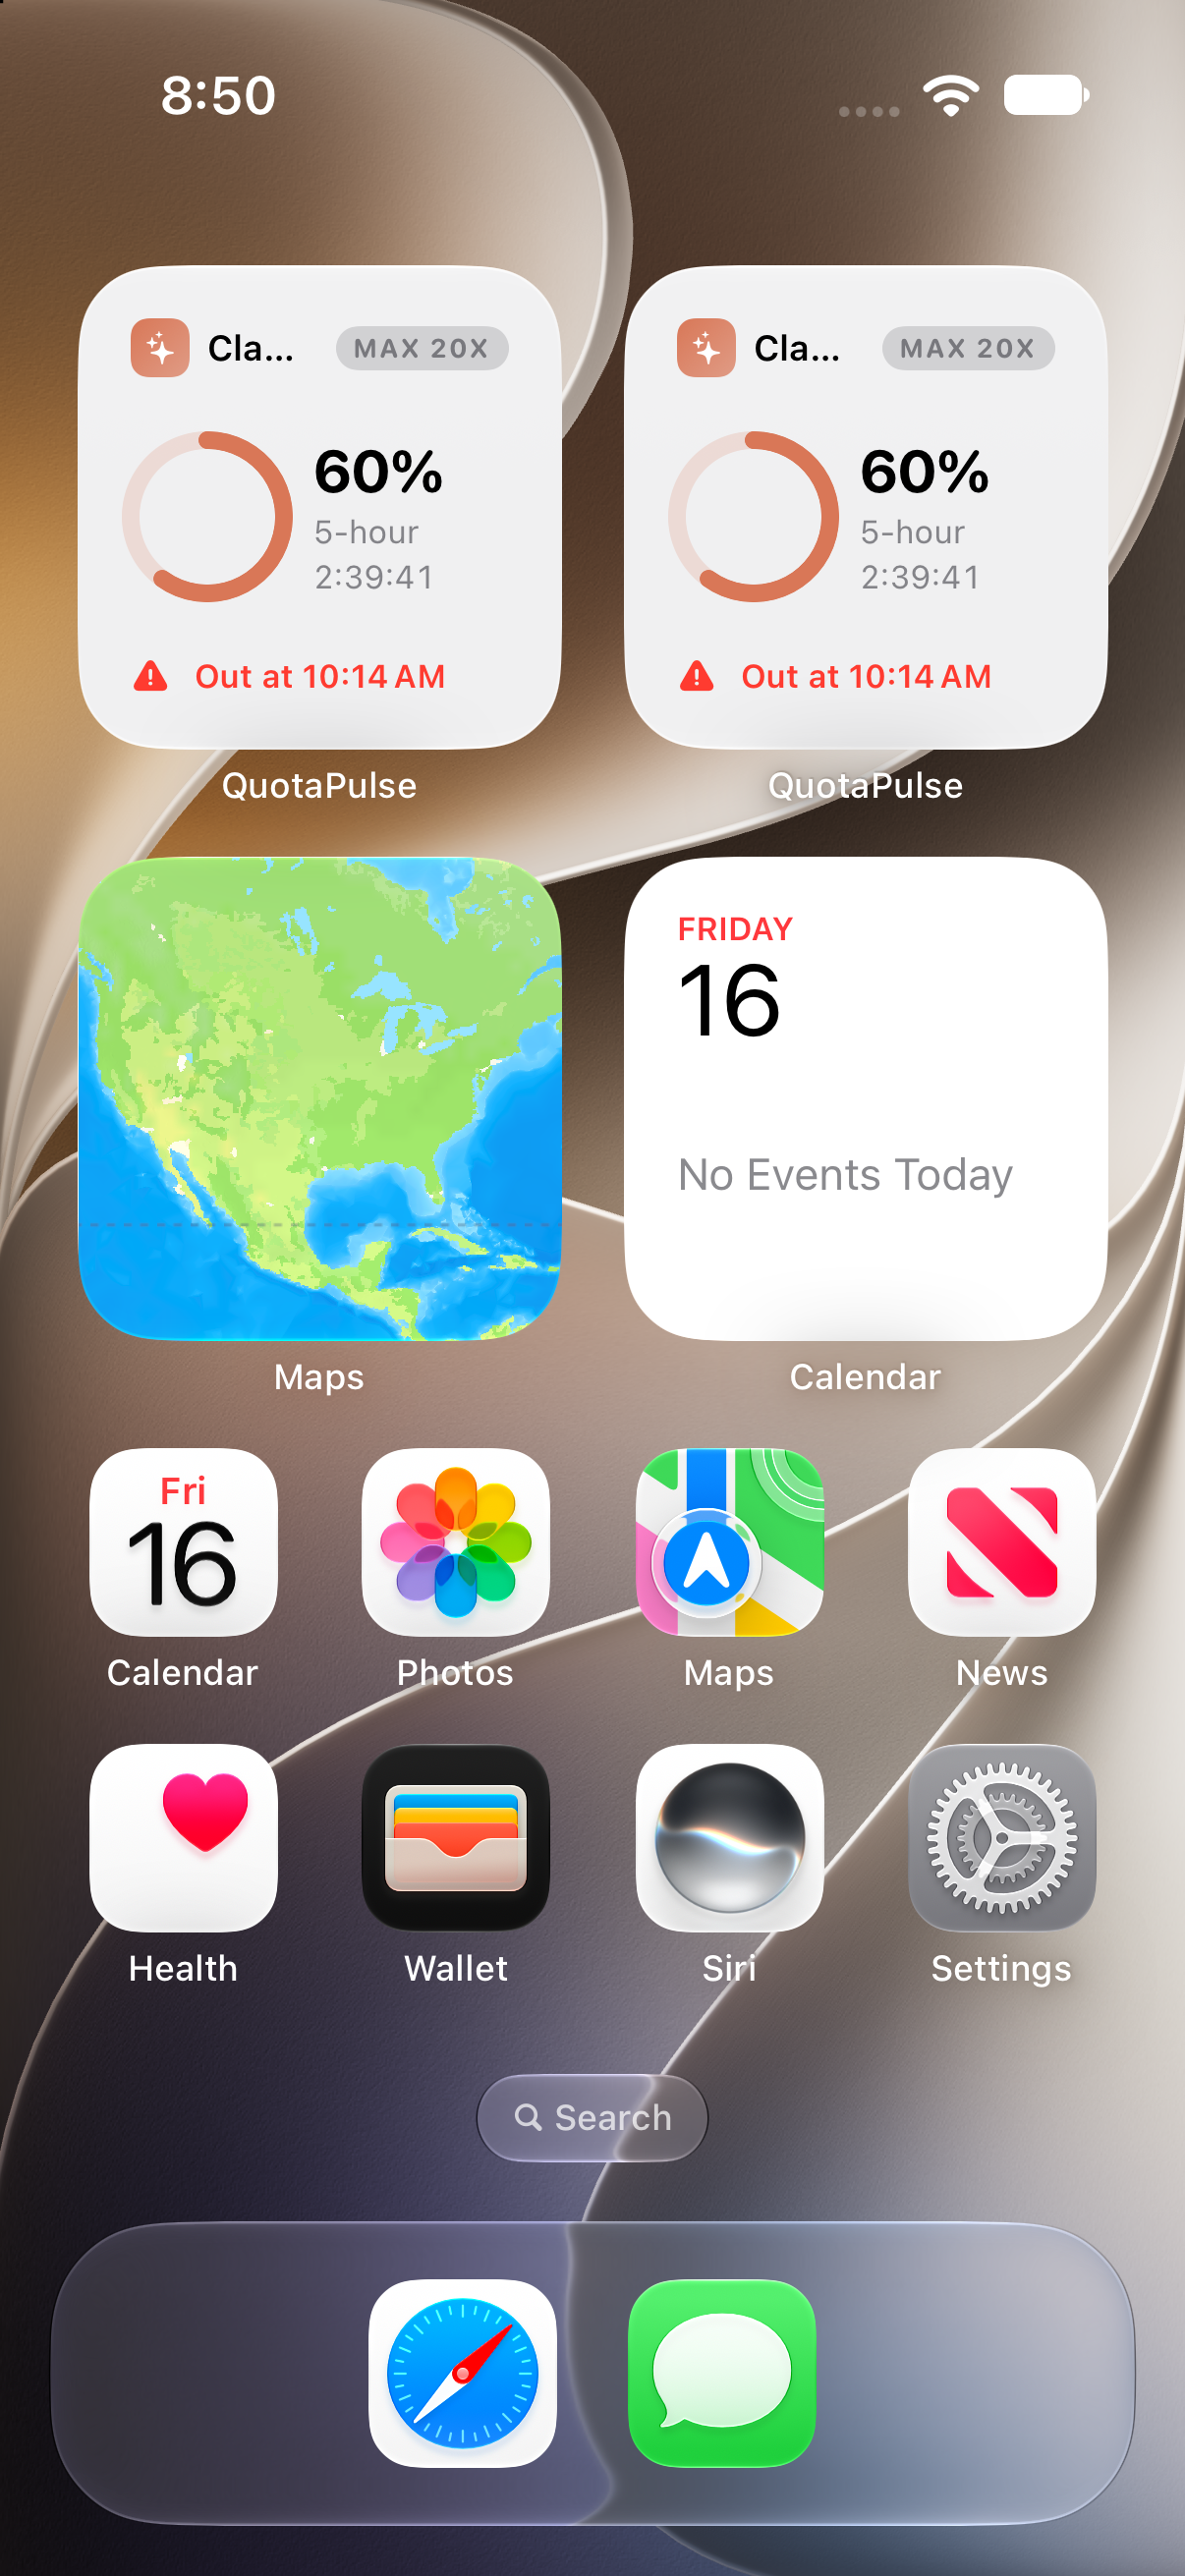 8:50
Cla...
MAX 20X
60%
5-hour
2:39:41
Out at 10:14 AM
QuotaPulse
Cla...
MAX 20X
60%
5-hour
2:39:41
Out at 10:14 AM
QuotaPulse
Maps
FRIDAY
16
No Events Today
Calendar
Fri
16
Calendar
Photos
Maps
News
Health
Wallet
Siri
Settings
Search